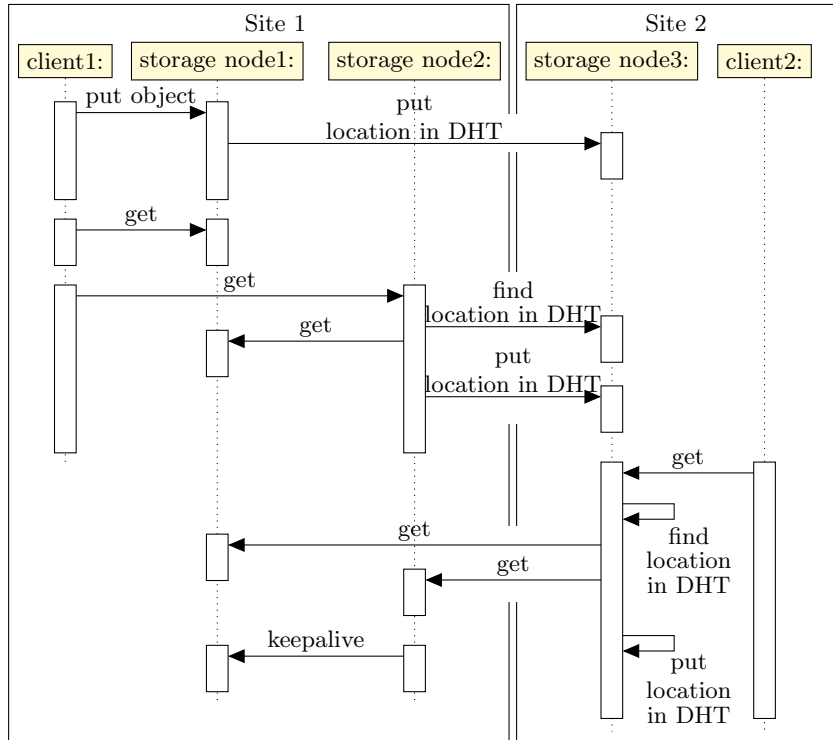 Site 1
Site 2
client1:
storage node1:
storage node2:
storage node3:
client2:
put object
put
location in DHT
get
get
find
location in DHT
get
put
location in DHT
get
find
location
in DHT
get
get
keepalive
put
location
in DHT